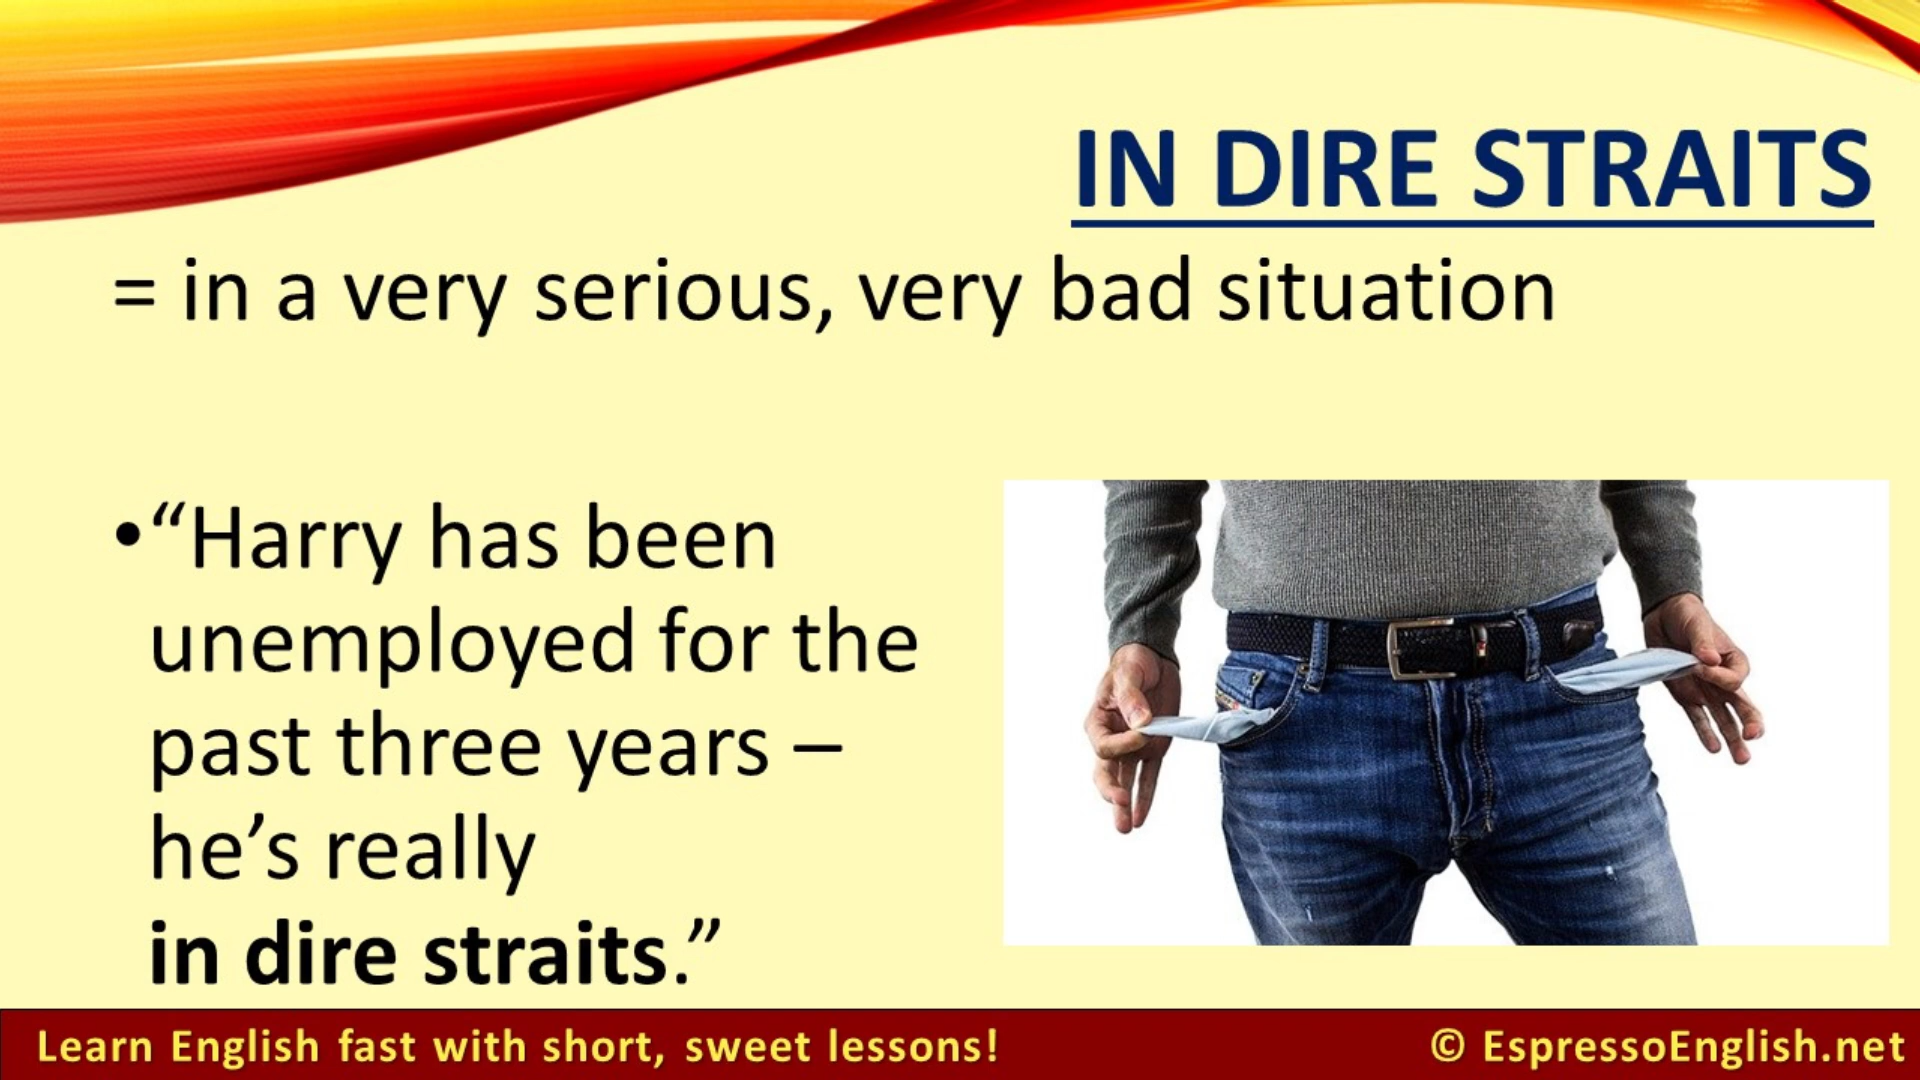 IN DIRE STRAITS
= in a very serious, very bad situation
•“Harry has been
unemployed for the
past three years –
he’s really
in dire straits.”
Learn English fast with short, sweet lessons!
© EspressoEnglish.net